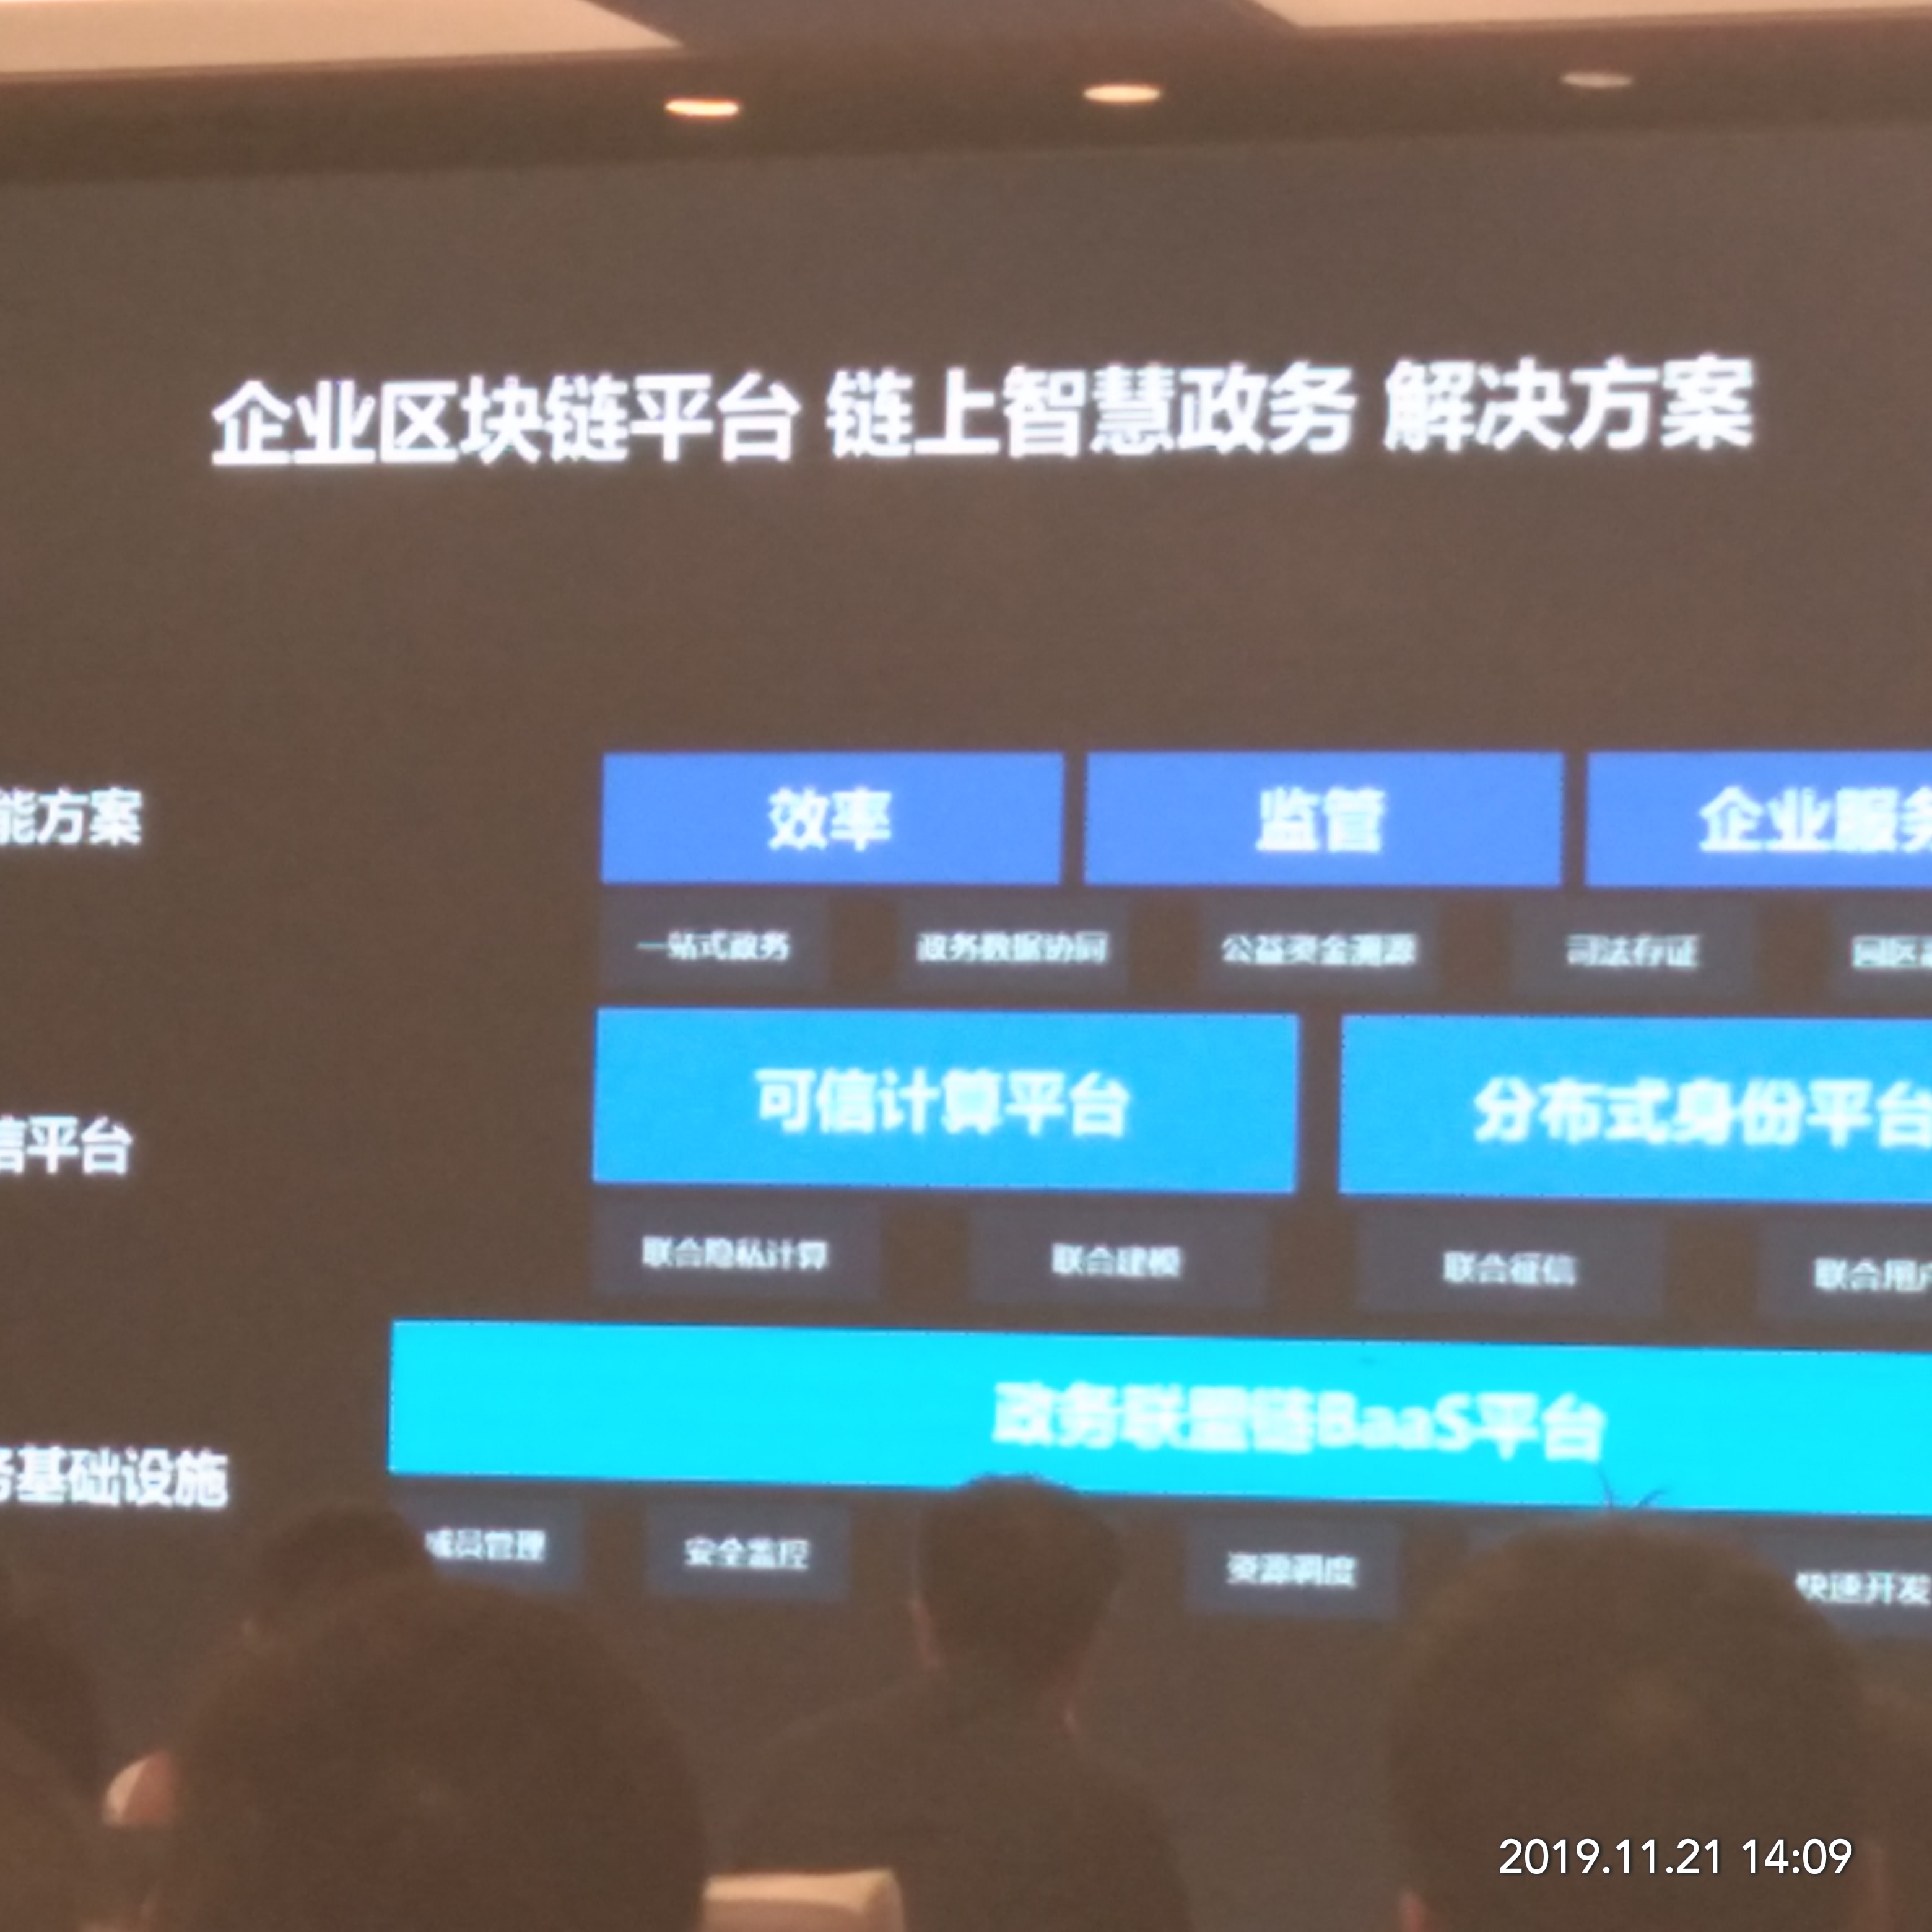 企业区块链平台 链上智慧政务 解决方案
能方案
效率 监管 企业服务
一站式政务 政务数据协同 公益资金溯源 司法存证 园区
信平台
可信计算平台 分布式身份平台
联合隐私计算 联合建模 联合征信 联合用户
务基础设施
政务联盟链BaaS平台
成员管理 安全监控 资源调度 快速开发
2019.11.21 14:09